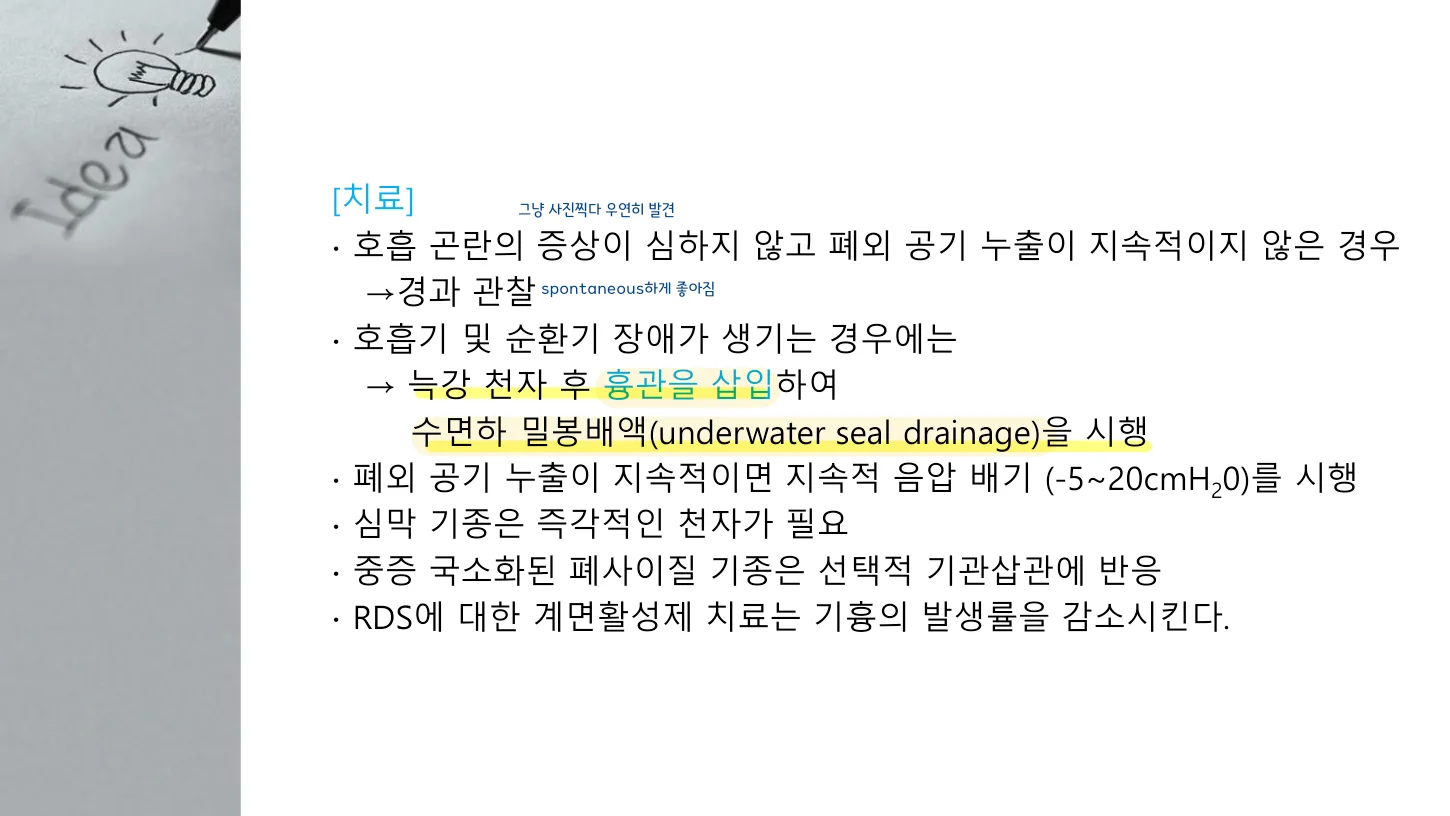 Idea
[치료]
그냥 사진찍다 우연히 발견
· 호흡 곤란의 증상이 심하지 않고 폐외 공기 누출이 지속적이지 않은 경우
→경과 관찰 spontaneous하게 좋아짐
· 호흡기 및 순환기 장애가 생기는 경우에는
→ 늑강 천자 후 흉관을 삽입하여
수면하 밀봉배액(underwater seal drainage)을 시행
· 폐외 공기 누출이 지속적이면 지속적 음압 배기 (-5~20cmH₂0)를 시행
· 심막 기종은 즉각적인 천자가 필요
· 중증 국소화된 폐사이질 기종은 선택적 기관삽관에 반응
· RDS에 대한 계면활성제 치료는 기흉의 발생률을 감소시킨다.